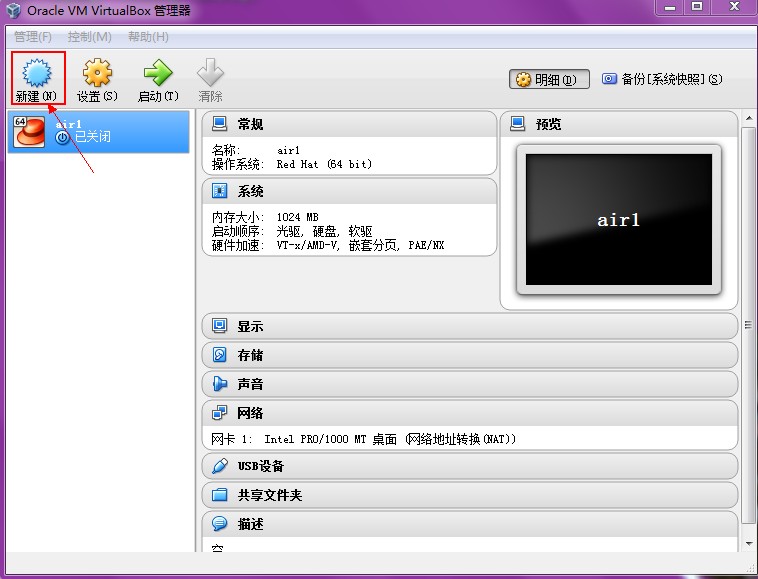 Oracle VM VirtualBox 管理器
管理(F) 控制(M) 帮助(H)
新建(N) 设置(S) 启动(T) 清除
明细(D) 备份[系统快照](S)
64
air1
已关闭
常规
名称: air1
操作系统: Red Hat (64 bit)
系统
内存大小: 1024 MB
启动顺序: 光驱, 硬盘, 软驱
硬件加速: VT-x/AMD-V, 嵌套分页, PAE/NX
预览
air1
显示
存储
声音
网络
网卡 1: Intel PRO/1000 MT 桌面 (网络地址转换(NAT))
USB设备
共享文件夹
描述
空